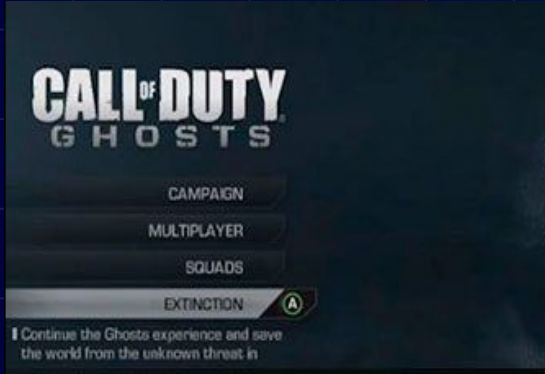 CALL OF DUTY
GHOSTS
CAMPAIGN
MULTIPLAYER
SQUADS
EXTINCTION A
Continue the Ghosts experience and save
the world from the unknown threat in